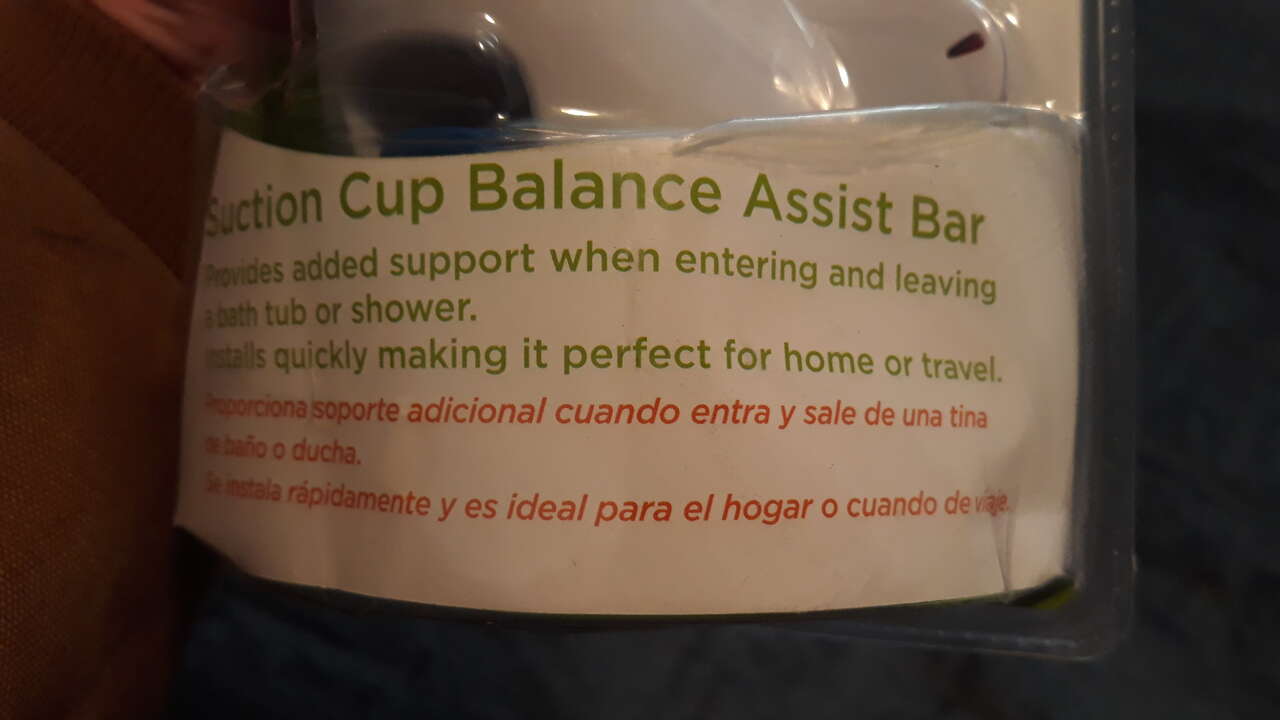 Suction Cup Balance Assist Bar
Provides added support when entering and leaving
a bath tub or shower.
Installs quickly making it perfect for home or travel.
Proporciona soporte adicional cuando entra y sale de una tina
de baño o ducha.
Se instala rápidamente y es ideal para el hogar o cuando de viaje.